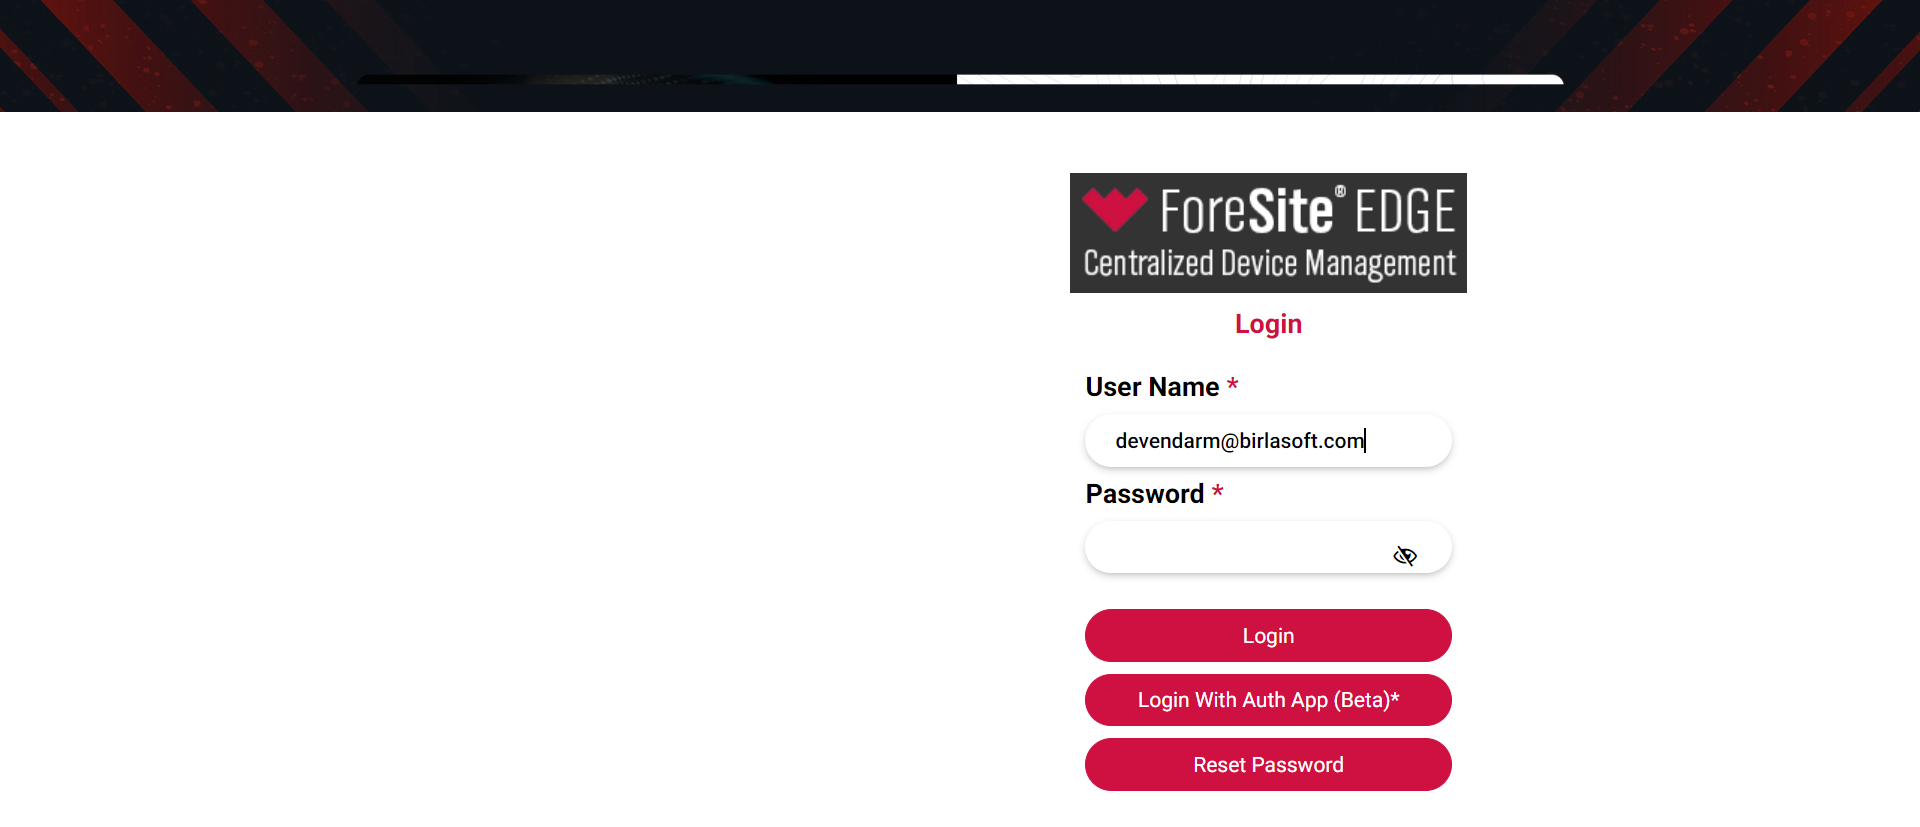 ForeSite® EDGE
Centralized Device Management
Login
User Name *
devendarm@birlasoft.com
Password *
Login
Login With Auth App (Beta)*
Reset Password